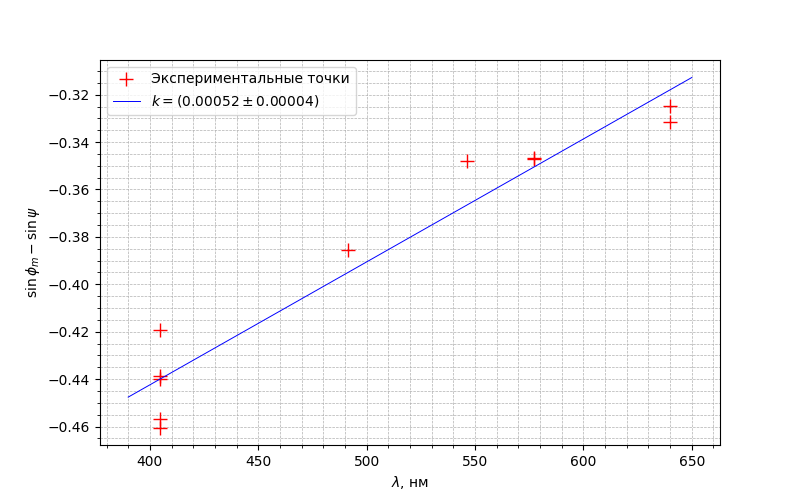 Экспериментальные точки
k = (0.00052 ± 0.00004)
−0.32
−0.34
−0.36
−0.38
−0.40
−0.42
−0.44
−0.46
sin ϕₘ − sin ψ
400 450 500 550 600 650
λ, нм